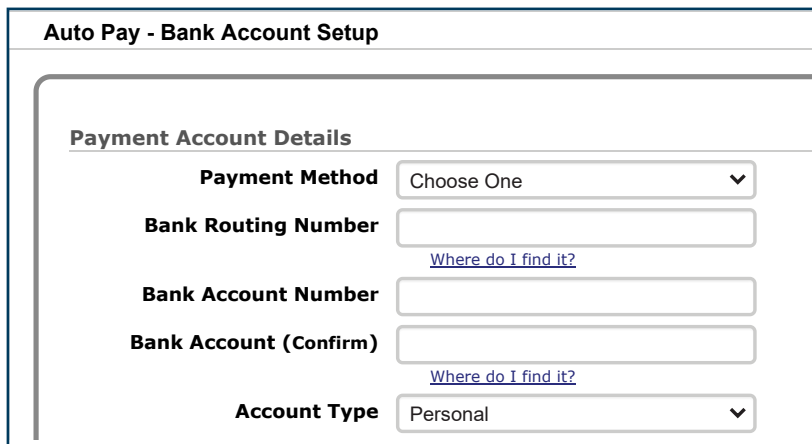 Auto Pay - Bank Account Setup
Payment Account Details
Payment Method Choose One
Bank Routing Number
Where do I find it?
Bank Account Number
Bank Account (Confirm)
Where do I find it?
Account Type Personal